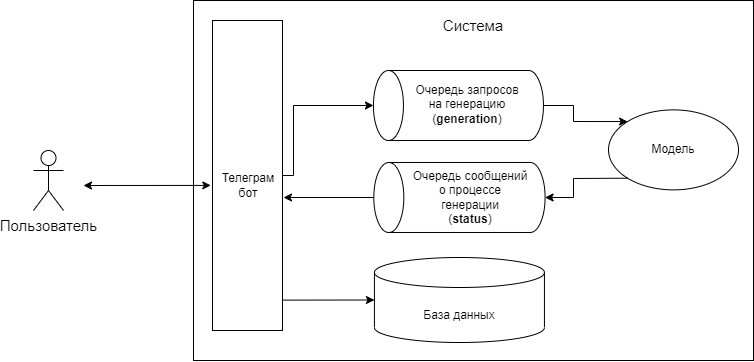 Система
Очередь запросов
на генерацию
(generation)
Модель
Телеграм
бот
Очередь сообщений
о процессе
генерации
(status)
Пользователь
База данных